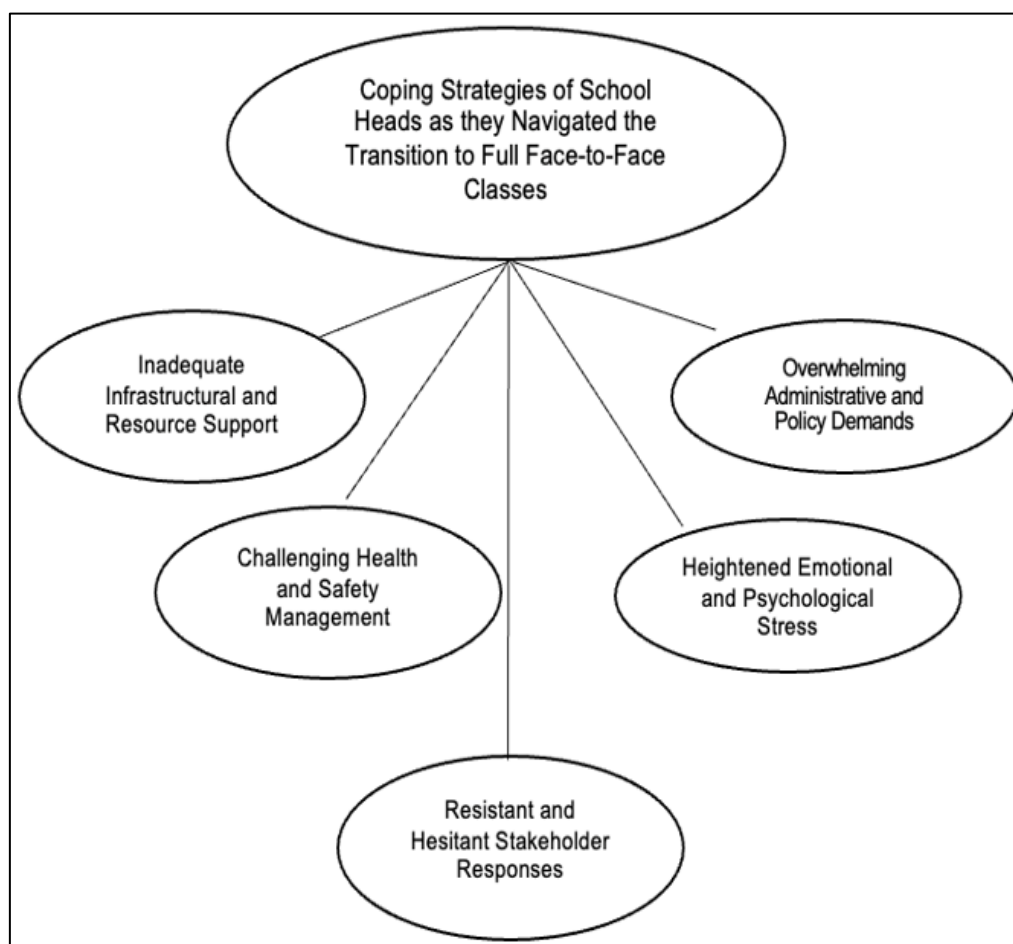 Coping Strategies of School
Heads as they Navigated the
Transition to Full Face-to-Face
Classes
Inadequate
Infrastructural and
Resource Support
Overwhelming
Administrative and
Policy Demands
Challenging Health
and Safety
Management
Heightened Emotional
and Psychological
Stress
Resistant and
Hesitant Stakeholder
Responses